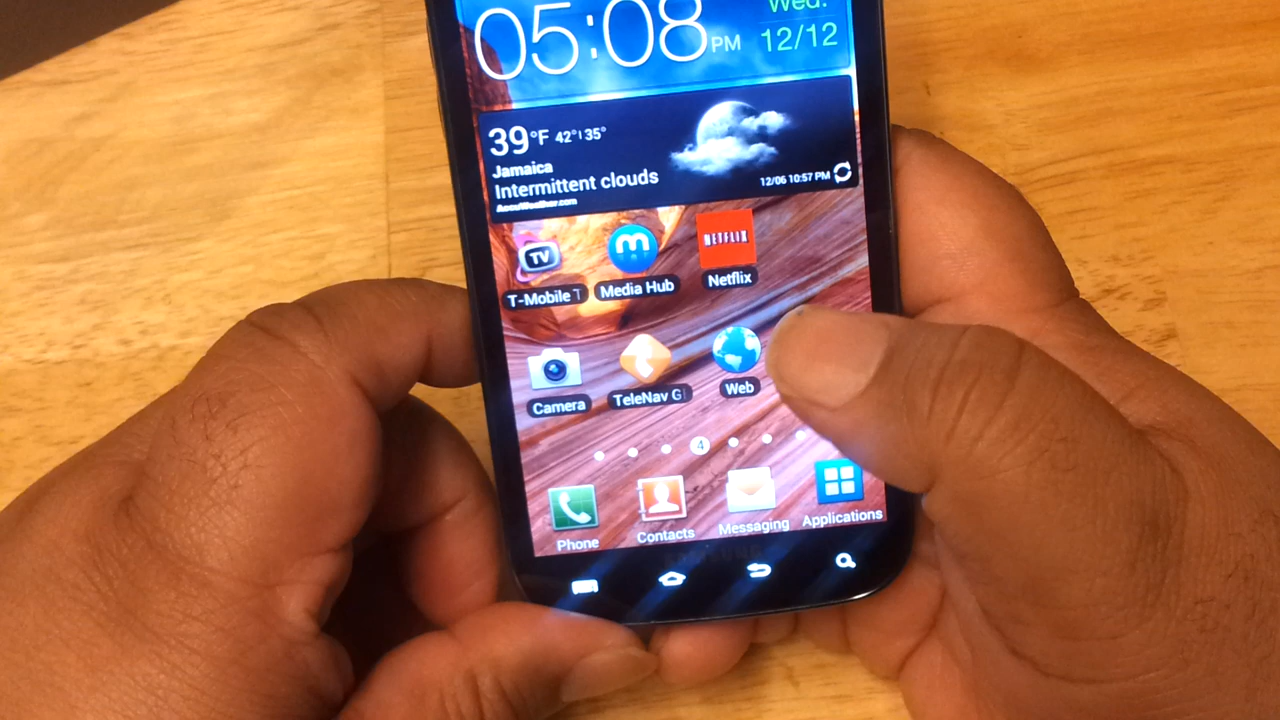 05:08 PM
Wed.
12/12
39°F 42° | 35°
Jamaica
Intermittent clouds
AccuWeather.com
12/06 10:57 PM
TV
m
NETFLIX
T-Mobile T
Media Hub
Netflix
Camera
TeleNav G
Web
4
Phone
Contacts
Messaging
Applications